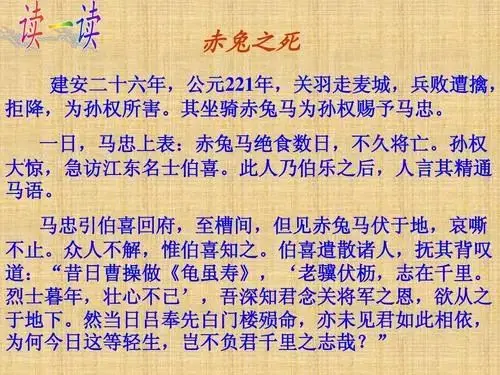 读一读
赤兔之死
建安二十六年，公元221年，关羽走麦城，兵败遭擒，
拒降，为孙权所害。其坐骑赤兔马为孙权赐予马忠。
一日，马忠上表：赤兔马绝食数日，不久将亡。孙权
大惊，急访江东名士伯喜。此人乃伯乐之后，人言其精通
马语。
马忠引伯喜回府，至槽间，但见赤兔马伏于地，哀嘶
不止。众人不解，惟伯喜知之。伯喜遣散诸人，抚其背叹
道：“昔日曹操做《龟虽寿》，‘老骥伏枥，志在千里。
烈士暮年，壮心不已’，吾深知君念关将军之恩，欲从之
于地下。然当日吕奉先白门楼殒命，亦未见君如此相依，
为何今日这等轻生，岂不负君千里之志哉？”